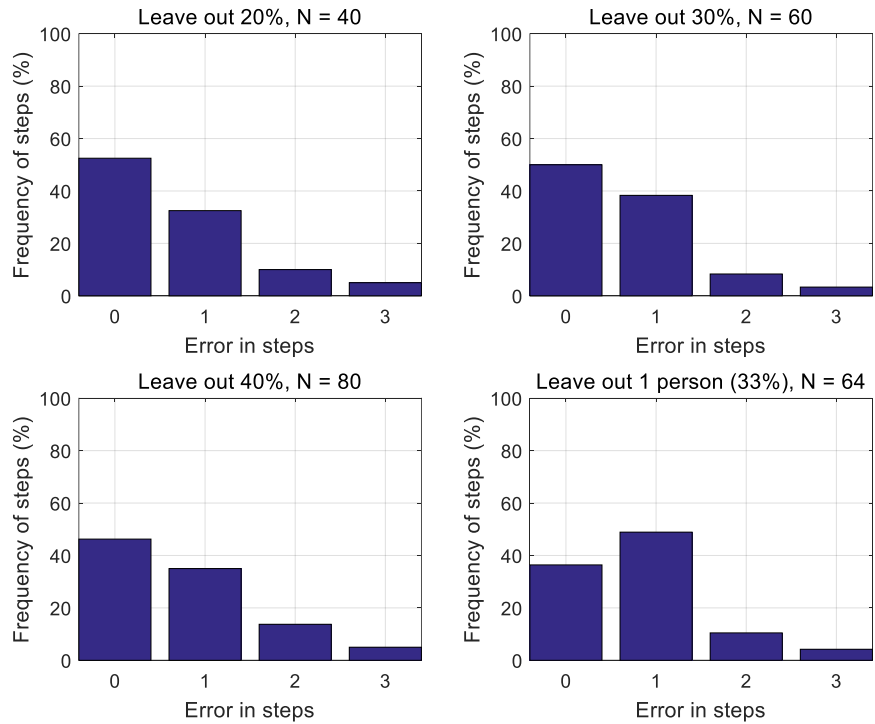 Leave out 20%, N = 40
Frequency of steps (%)
100
80
60
40
20
0
0 1 2 3
Error in steps
Leave out 30%, N = 60
Frequency of steps (%)
100
80
60
40
20
0
0 1 2 3
Error in steps
Leave out 40%, N = 80
Frequency of steps (%)
100
80
60
40
20
0
0 1 2 3
Error in steps
Leave out 1 person (33%), N = 64
Frequency of steps (%)
100
80
60
40
20
0
0 1 2 3
Error in steps